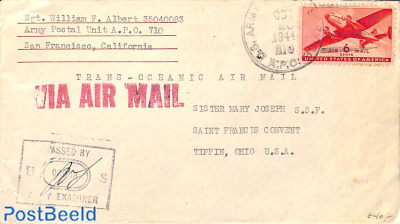 Sgt. William F. Albert 35040083
Army Postal Unit A.P.O. 710
San Francisco, California
U.S. ARMY
1944
A.P.O.
6
CENTS
AIR MAIL
UNITED STATES OF AMERICA
TRANS-OCEANIC AIR MAIL
VIA AIR MAIL
SISTER MARY JOSEPH S.S.F.
SAINT FRANCIS CONVENT
TIFFIN, OHIO U.S.A.
PASSED BY
U S
EXAMINER
PostBeeld